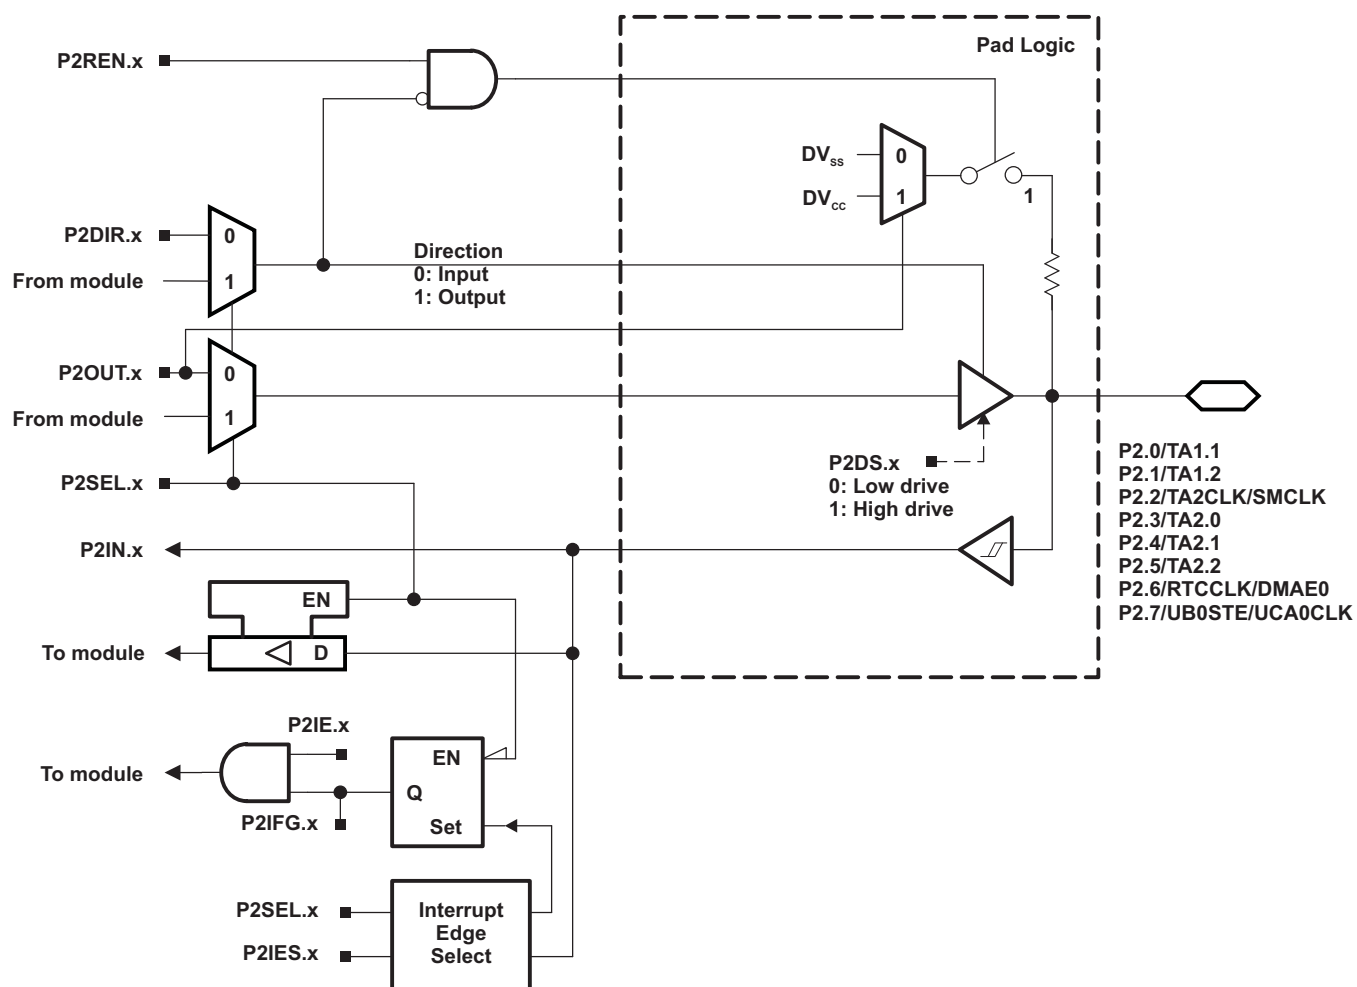 Pad Logic
P2REN.x
DVSS
0
DVCC
1
1
P2DIR.x
0
From module
1
Direction
0: Input
1: Output
P2OUT.x
0
From module
1
P2SEL.x
P2DS.x
0: Low drive
1: High drive
P2.0/TA1.1
P2.1/TA1.2
P2.2/TA2CLK/SMCLK
P2.3/TA2.0
P2.4/TA2.1
P2.5/TA2.2
P2.6/RTCCLK/DMAE0
P2.7/UB0STE/UCA0CLK
P2IN.x
EN
To module
D
P2IE.x
EN
To module
Q
P2IFG.x
Set
P2SEL.x
P2IES.x
Interrupt
Edge
Select